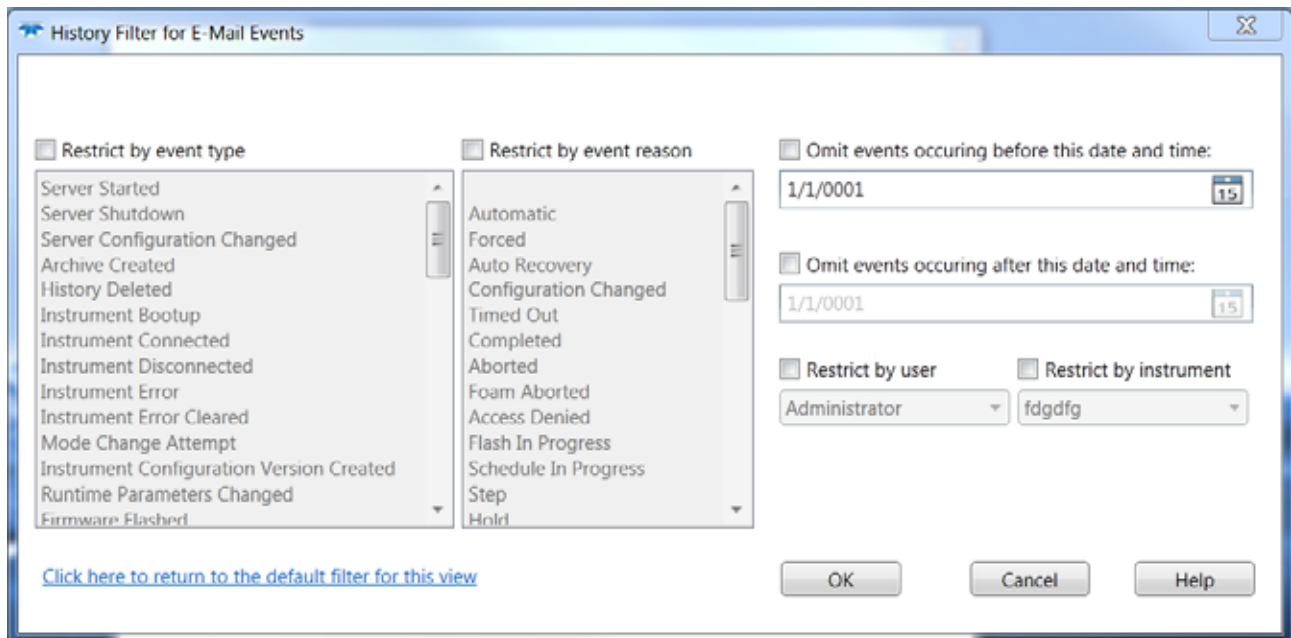 History Filter for E-Mail Events
Restrict by event type
Server Started
Server Shutdown
Server Configuration Changed
Archive Created
History Deleted
Instrument Bootup
Instrument Connected
Instrument Disconnected
Instrument Error
Instrument Error Cleared
Mode Change Attempt
Instrument Configuration Version Created
Runtime Parameters Changed
Firmware Flashed
Restrict by event reason
Automatic
Forced
Auto Recovery
Configuration Changed
Timed Out
Completed
Aborted
Foam Aborted
Access Denied
Flash In Progress
Schedule In Progress
Step
Hold
Omit events occuring before this date and time:
1/1/0001
15
Omit events occuring after this date and time:
1/1/0001
15
Restrict by user
Administrator
Restrict by instrument
fdgdfg
Click here to return to the default filter for this view
OK
Cancel
Help